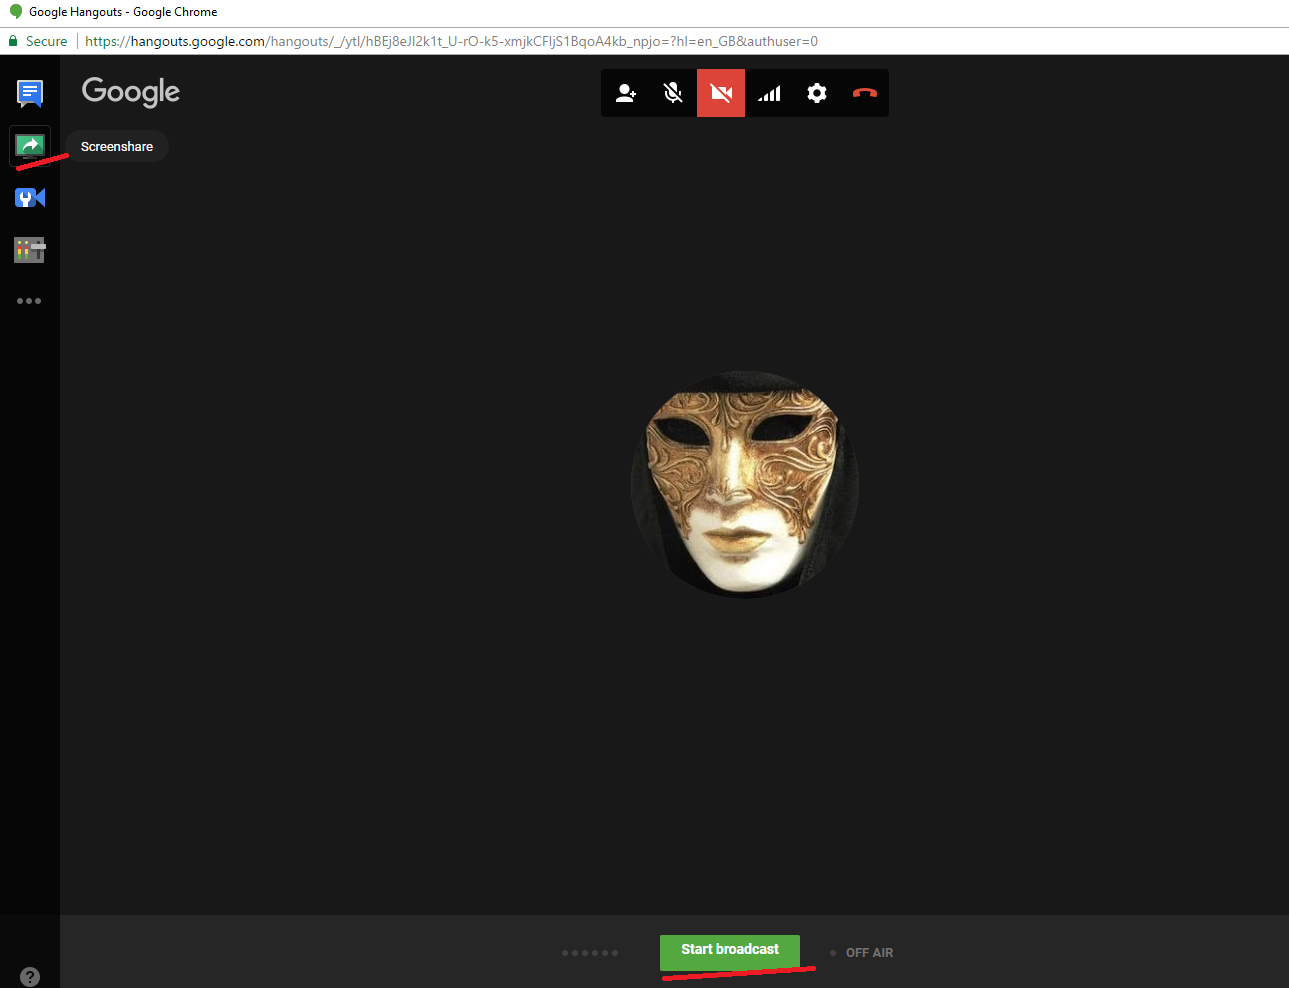 Google Hangouts - Google Chrome
Secure https://hangouts.google.com/hangouts/_/ytl/hBEj8eJl2k1t_U-rO-k5-xmjkCFljS1BqoA4kb_npjo=?hl=en_GB&authuser=0
Google
Screenshare
Start broadcast
OFF AIR
?